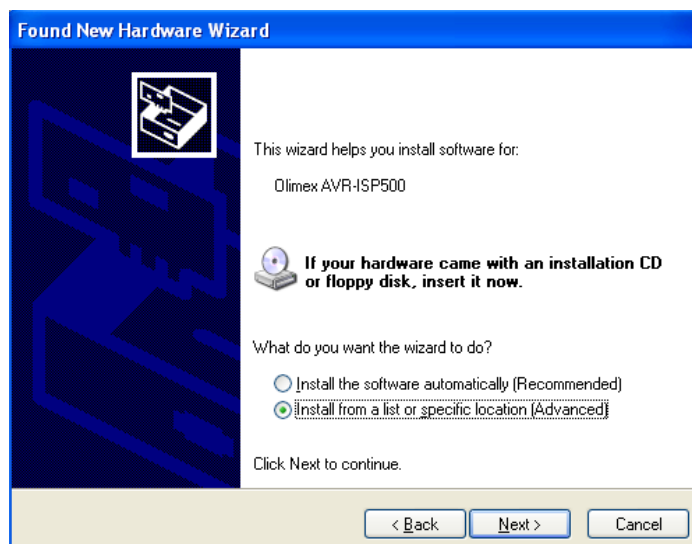 Found New Hardware Wizard
This wizard helps you install software for:
Olimex AVR-ISP500
If your hardware came with an installation CD
or floppy disk, insert it now.
What do you want the wizard to do?
Install the software automatically (Recommended)
Install from a list or specific location (Advanced)
Click Next to continue.
< Back
Next >
Cancel